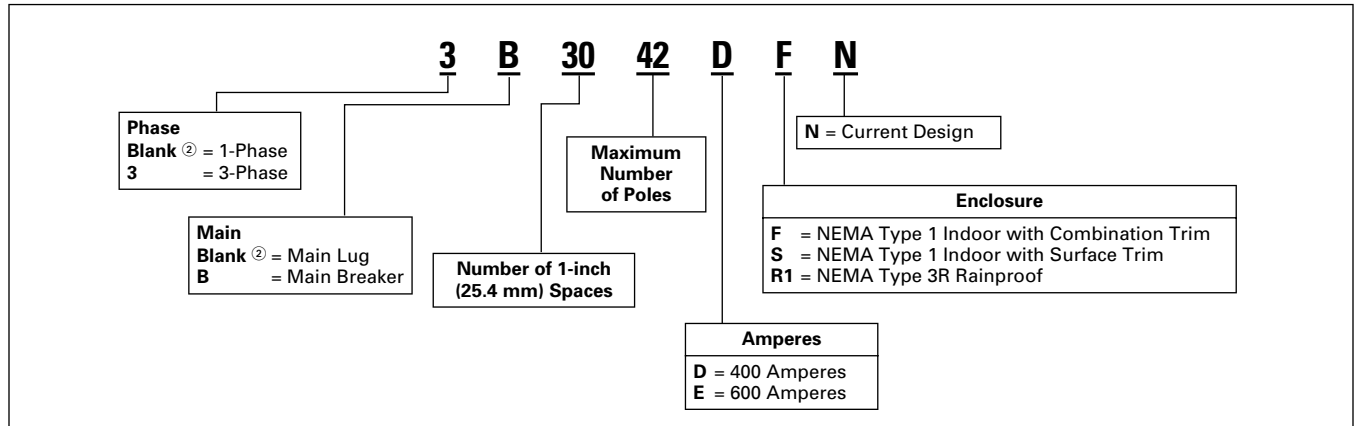 3 B 30 42 D F N
Phase
Blank ② = 1-Phase
3 = 3-Phase
Main
Blank ② = Main Lug
B = Main Breaker
Number of 1-inch
(25.4 mm) Spaces
Maximum
Number
of Poles
N = Current Design
Enclosure
F = NEMA Type 1 Indoor with Combination Trim
S = NEMA Type 1 Indoor with Surface Trim
R1 = NEMA Type 3R Rainproof
Amperes
D = 400 Amperes
E = 600 Amperes